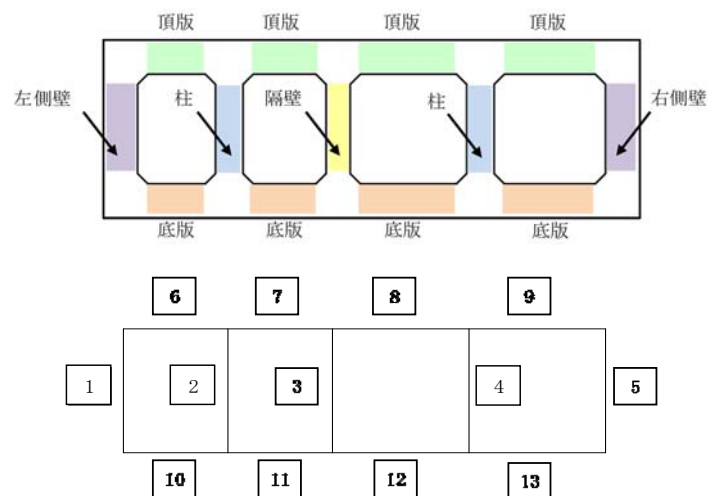 頂版 頂版 頂版 頂版
左側壁 柱 隔壁 柱 右側壁
底版 底版 底版 底版
6 7 8 9
1 2 3 4 5
10 11 12 13